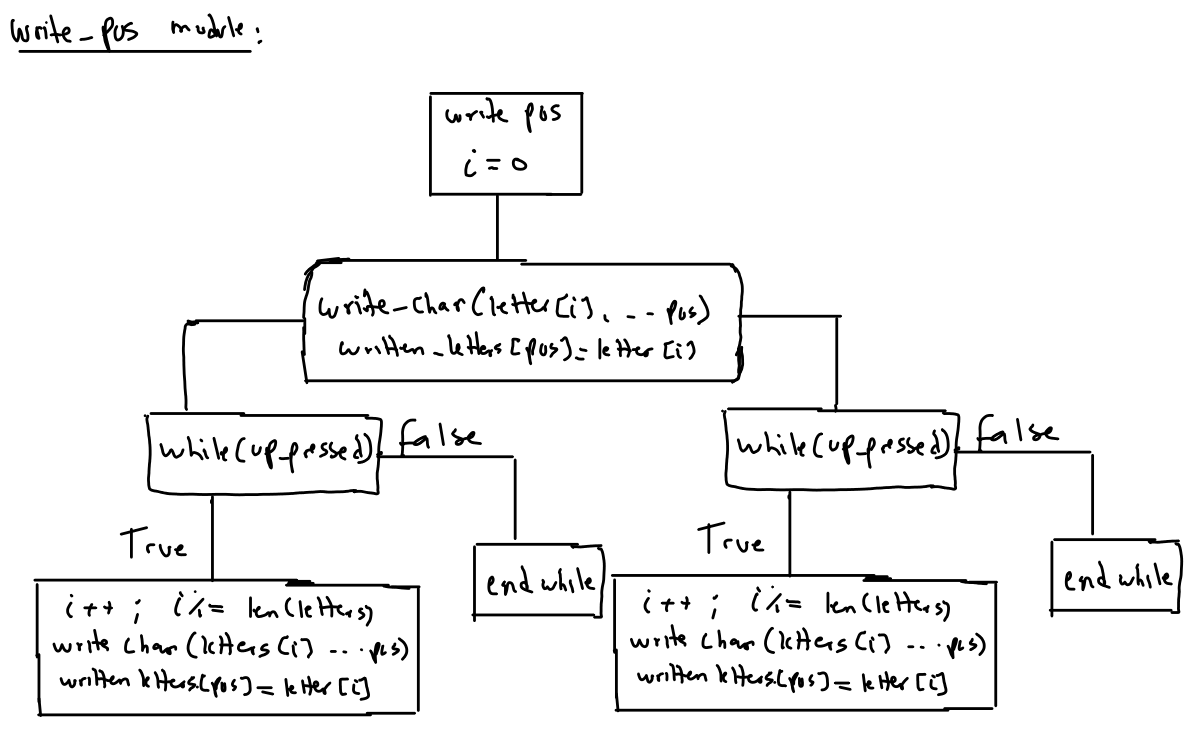 write_pos module:
write pos
i = 0
write_char(letter[i], -- pos)
written_letters[pos] = letter[i]
while(up_pressed)
False
while(up_pressed)
False
True
True
end while
end while
i++ ; i%= len(letters)
write char(letters[i] ... pos)
written letters[pos] = letter[i]
i++ ; i%= len(letters)
write char(letters[i] ... pos)
written letters[pos] = letter[i]